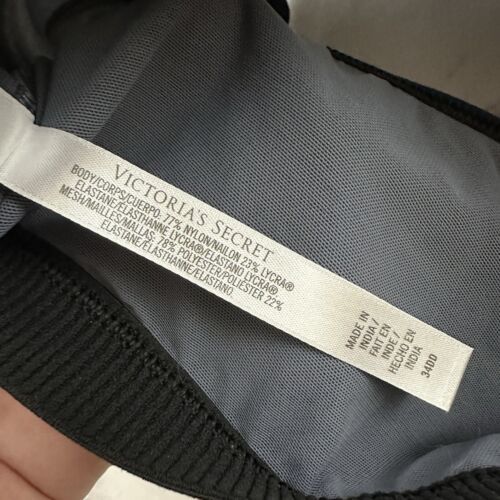 VICTORIA'S SECRET
BODY/CORPS/CUERPO: 77% NYLON/NAILON 23% LYCRA®
ELASTANE/ELASTHANNE LYCRA®/ELASTANO LYCRA®
MESH/MAILLES/MALLAS: 78% POLYESTER/POLIESTER 22%
ELASTANE/ELASTHANNE/ELASTANO.
MADE IN
INDIA /
FAIT EN
INDE /
HECHO EN
INDIA
34DD